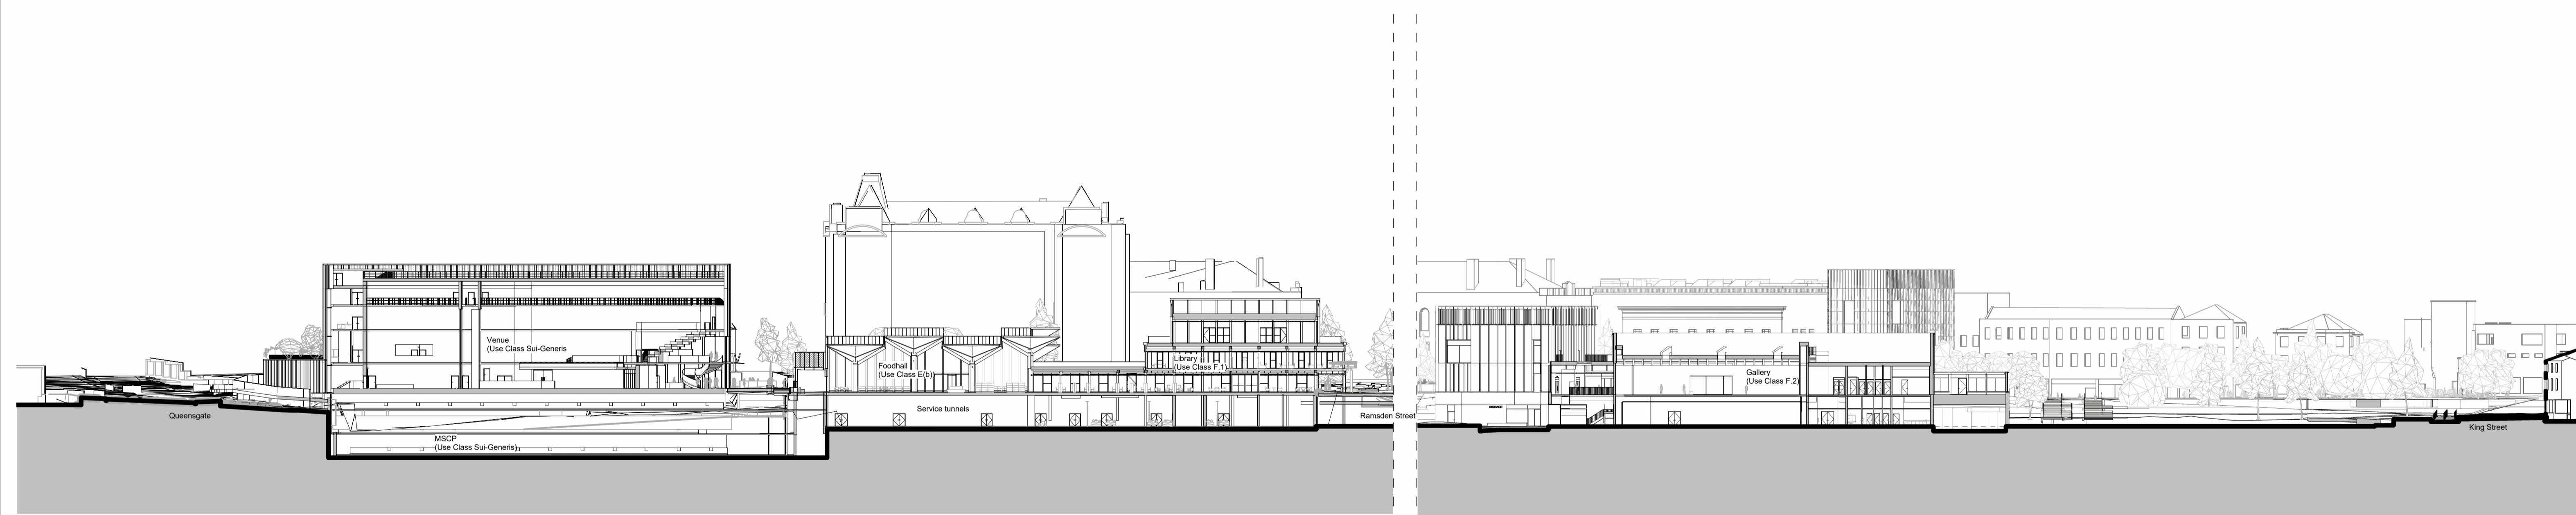 Venue
(Use Class Sui-Generis
Foodhall
(Use Class E(b))
Library
(Use Class F.1)
Gallery
(Use Class F.2)
Service tunnels
Queensgate
Ramsden Street
King Street
MSCP
(Use Class Sui-Generis)